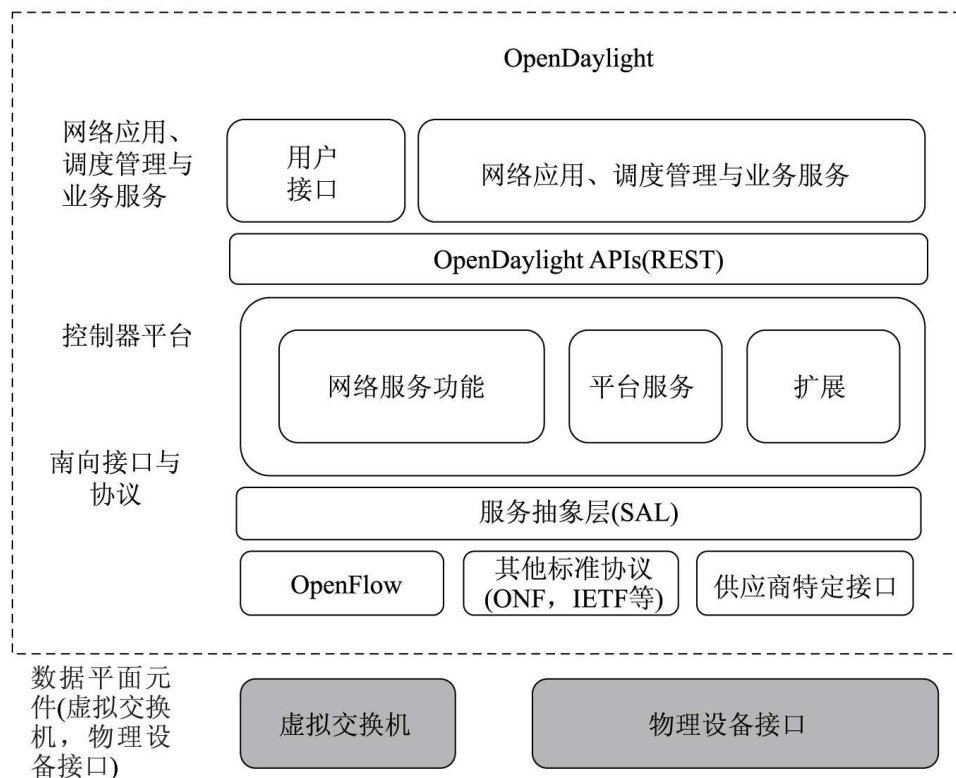 OpenDaylight
网络应用、
调度管理与
业务服务
用户
接口
网络应用、调度管理与业务服务
OpenDaylight APIs(REST)
控制器平台
网络服务功能
平台服务
扩展
南向接口与
协议
服务抽象层(SAL)
OpenFlow
其他标准协议
(ONF，IETF等)
供应商特定接口
数据平面元
件(虚拟交换
机，物理设
备接口)
虚拟交换机
物理设备接口